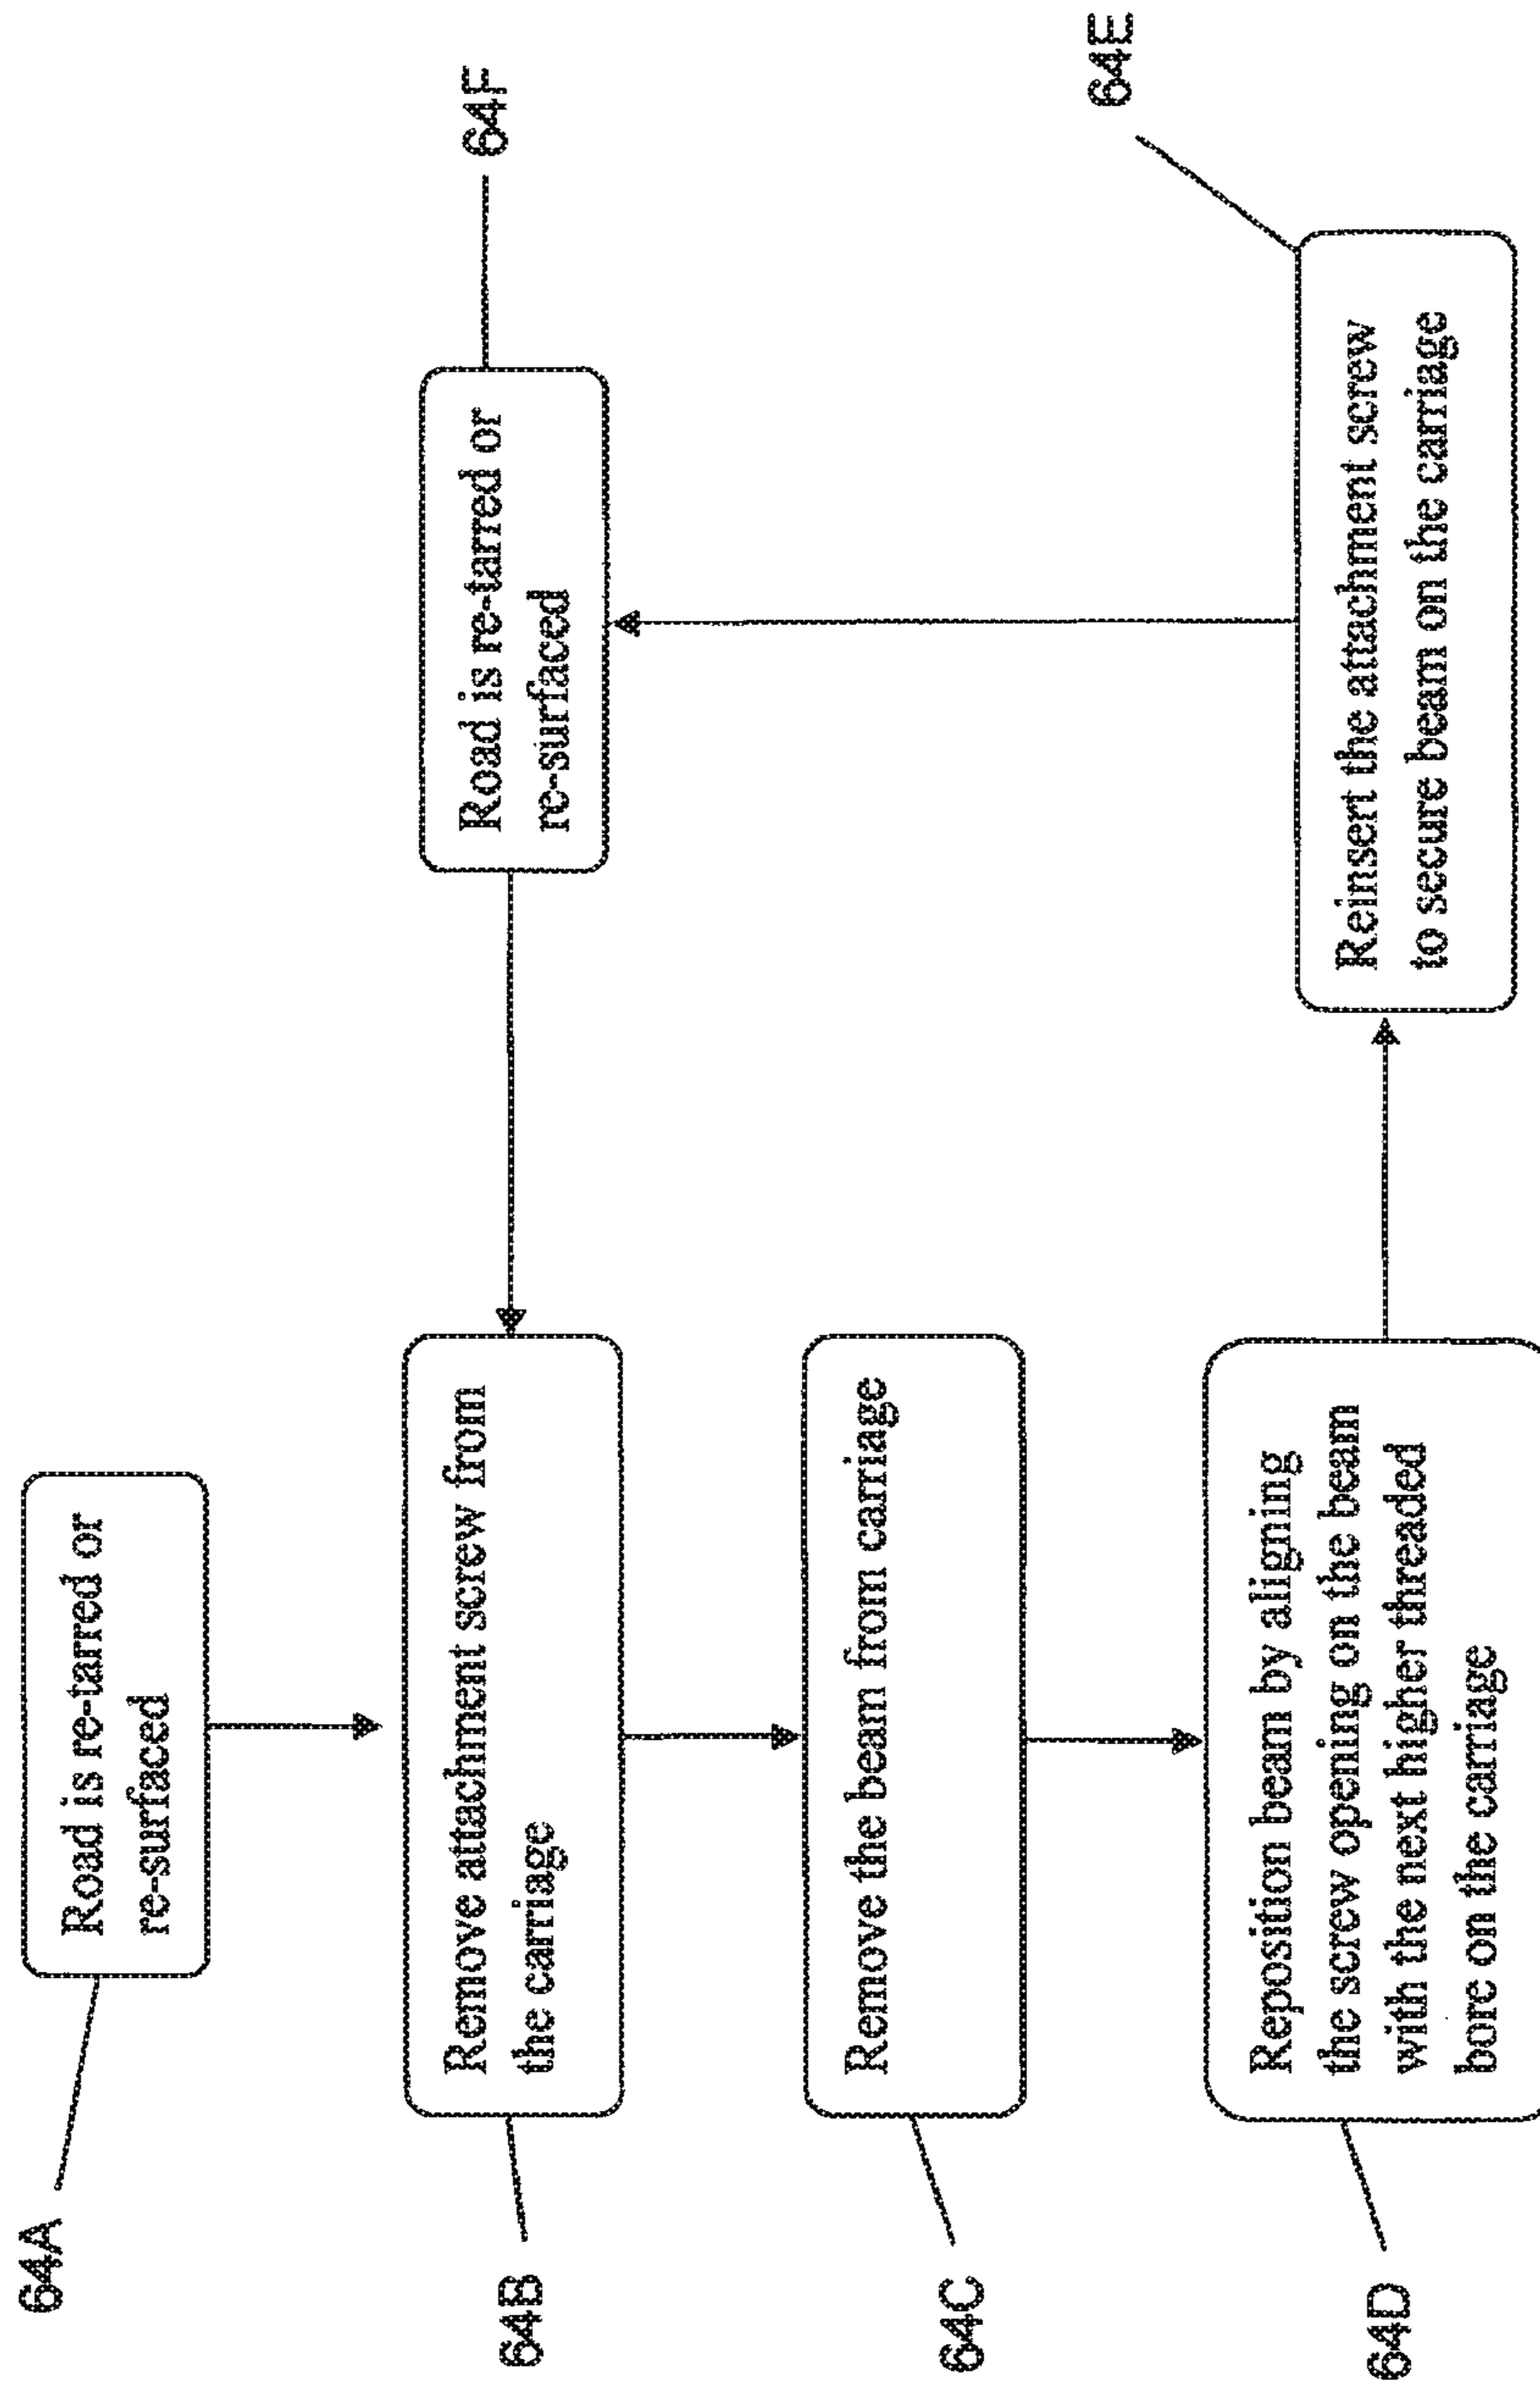 64A
Road is re-tarred or
re-surfaced
64B
Remove attachment screw from
the carriage
64C
Remove the beam from carriage
64D
Reposition beam by aligning
the screw opening on the beam
with the next higher threaded
bore on the carriage
64E
Reinsert the attachment screw
to secure beam on the carriage
64F
Road is re-tarred or
re-surfaced